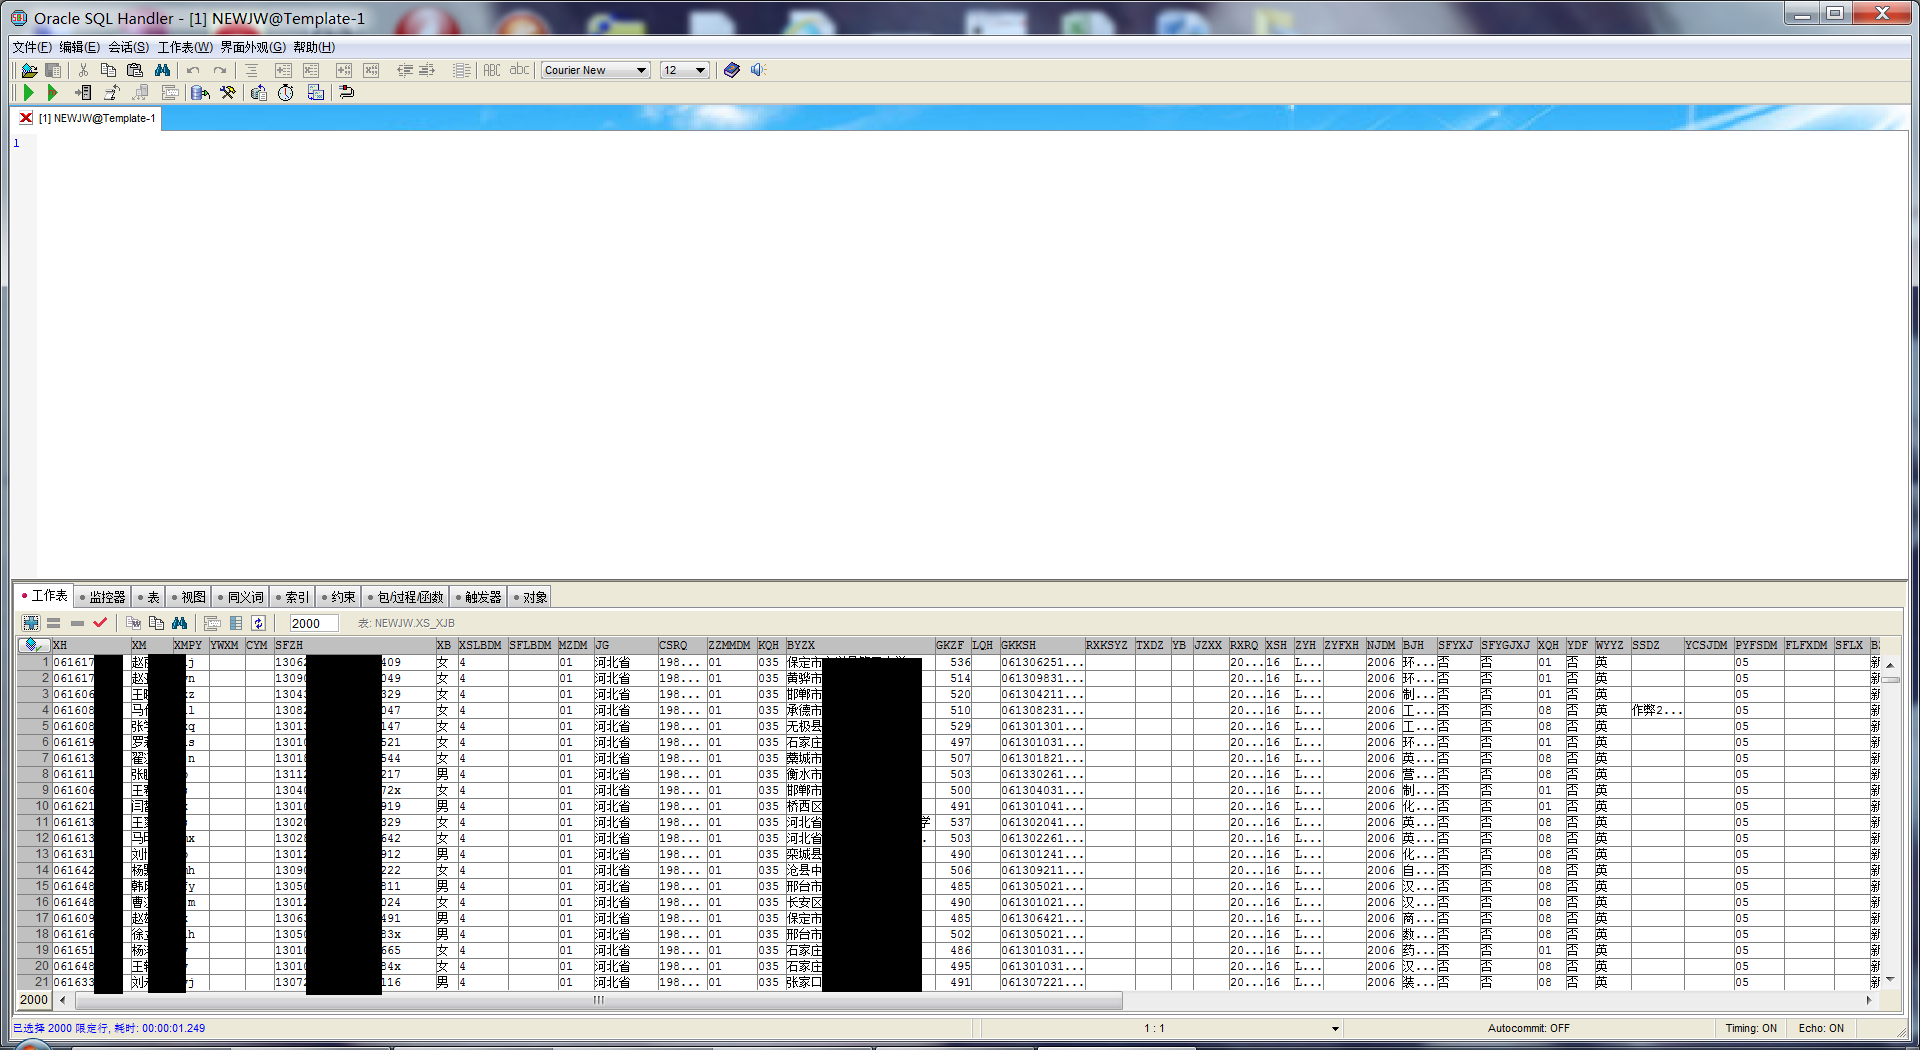 Oracle SQL Handler - [1] NEWJW@Template-1
文件(F) 编辑(E) 会话(S) 工作表(W) 界面外观(G) 帮助(H)
ABC abc Courier New 12
[1] NEWJW@Template-1
1
工作表 监控器 表 视图 同义词 索引 约束 包/过程/函数 触发器 对象
2000 表: NEWJW.XS_XJB
XH XM XMPY YWXM CYM SFZH XB XSLBDM SFLBDM MZDM JG CSRQ ZZMMDM KQH BYZX GKZF LQH GKKSH RXKSYZ TXDZ YB JZXX RXRQ XSH ZYH ZYFXH NJDM BJH SFYXJ SFYGJXJ XQH YDF WYYZ SSDZ YCSJDM PYFSDM FLFXDM SFLX
1 061617 赵 j 13062 409 女 4 01 河北省 198... 01 035 保定市 536 061306251... 20... 16 L... 2006 环... 否 否 01 否 英 05
2 061617 赵 n 13090 049 女 4 01 河北省 198... 01 035 黄骅市 514 061309831... 20... 16 L... 2006 环... 否 否 01 否 英 05
3 061606 王 z 13043 329 女 4 01 河北省 198... 01 035 邯郸市 520 061304211... 20... 16 L... 2006 制... 否 否 01 否 英 05
4 061608 马 l 13082 047 女 4 01 河北省 198... 01 035 承德市 510 061308231... 20... 16 L... 2006 工... 否 否 08 否 英 作弊2... 05
5 061608 张 q 13013 147 女 4 01 河北省 198... 01 035 无极县 529 061301301... 20... 16 L... 2006 工... 否 否 08 否 英 05
6 061619 罗 s 13010 521 女 4 01 河北省 198... 01 035 石家庄 497 061301031... 20... 16 L... 2006 环... 否 否 01 否 英 05
7 061613 翟 n 13018 544 女 4 01 河北省 198... 01 035 藁城市 507 061301821... 20... 16 L... 2006 英... 否 否 08 否 英 05
8 061611 张 13112 217 男 4 01 河北省 198... 01 035 衡水市 503 061330261... 20... 16 L... 2006 营... 否 否 08 否 英 05
9 061606 王 13040 72x 女 4 01 河北省 198... 01 035 邯郸市 500 061304031... 20... 16 L... 2006 制... 否 否 01 否 英 05
10 061621 闫 13010 919 男 4 01 河北省 198... 01 035 桥西区 491 061301041... 20... 16 L... 2006 化... 否 否 01 否 英 05
11 061613 王 13020 329 女 4 01 河北省 198... 01 035 河北省 学 537 061302041... 20... 16 L... 2006 英... 否 否 08 否 英 05
12 061613 马 x 13028 642 女 4 01 河北省 198... 01 035 河北省 . 503 061302261... 20... 16 L... 2006 英... 否 否 08 否 英 05
13 061631 刘 13012 912 男 4 01 河北省 198... 01 035 栾城县 490 061301241... 20... 16 L... 2006 化... 否 否 08 否 英 05
14 061642 杨 h 13090 222 女 4 01 河北省 198... 01 035 沧县中 506 061309211... 20... 16 L... 2006 自... 否 否 08 否 英 05
15 061648 韩 fy 13050 811 男 4 01 河北省 198... 01 035 邢台市 485 061305021... 20... 16 L... 2006 汉... 否 否 08 否 英 05
16 061648 曹 m 13012 024 女 4 01 河北省 198... 01 035 长安区 490 061301021... 20... 16 L... 2006 汉... 否 否 08 否 英 05
17 061609 赵 13063 491 男 4 01 河北省 198... 01 035 保定市 485 061306421... 20... 16 L... 2006 商... 否 否 08 否 英 05
18 061616 徐 h 13050 83x 男 4 01 河北省 198... 01 035 邢台市 502 061305021... 20... 16 L... 2006 数... 否 否 08 否 英 05
19 061651 杨 13010 665 女 4 01 河北省 198... 01 035 石家庄 486 061301031... 20... 16 L... 2006 药... 否 否 01 否 英 05
20 061648 王 13010 84x 女 4 01 河北省 198... 01 035 石家庄 495 061301031... 20... 16 L... 2006 汉... 否 否 08 否 英 05
21 061633 刘 yj 13072 116 男 4 01 河北省 198... 01 035 张家口 491 061307221... 20... 16 L... 2006 装... 否 否 08 否 英 05
2000
已选择 2000 限定行, 耗时: 00:00:01.249 1 : 1 Autocommit: OFF Timing: ON Echo: ON